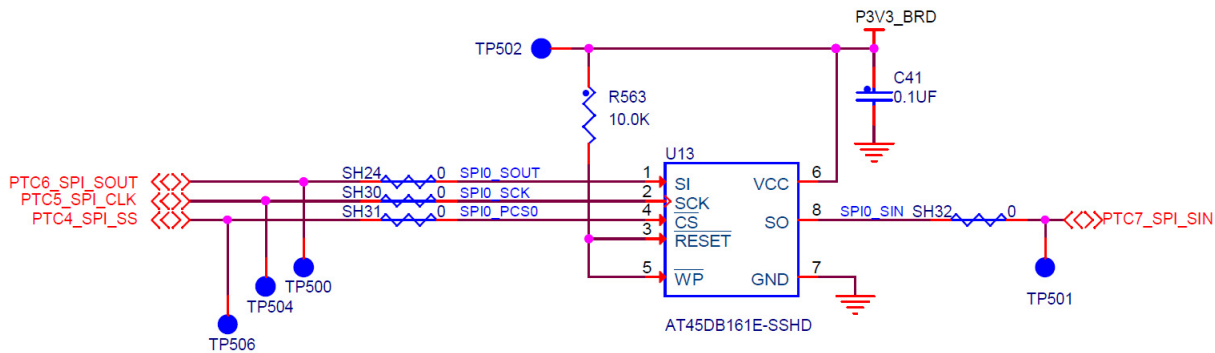 P3V3_BRD
TP502
C41
0.1UF
R563
10.0K
U13
PTC6_SPI_SOUT SH24 0 SPI0_SOUT 1 SI VCC 6
PTC5_SPI_CLK SH30 0 SPI0_SCK 2 SCK
PTC4_SPI_SS SH31 0 SPI0_PCS0 4 CS SO 8 SPI0_SIN SH32 0 PTC7_SPI_SIN
3 RESET
5 WP GND 7
TP500
TP504
TP506
TP501
AT45DB161E-SSHD